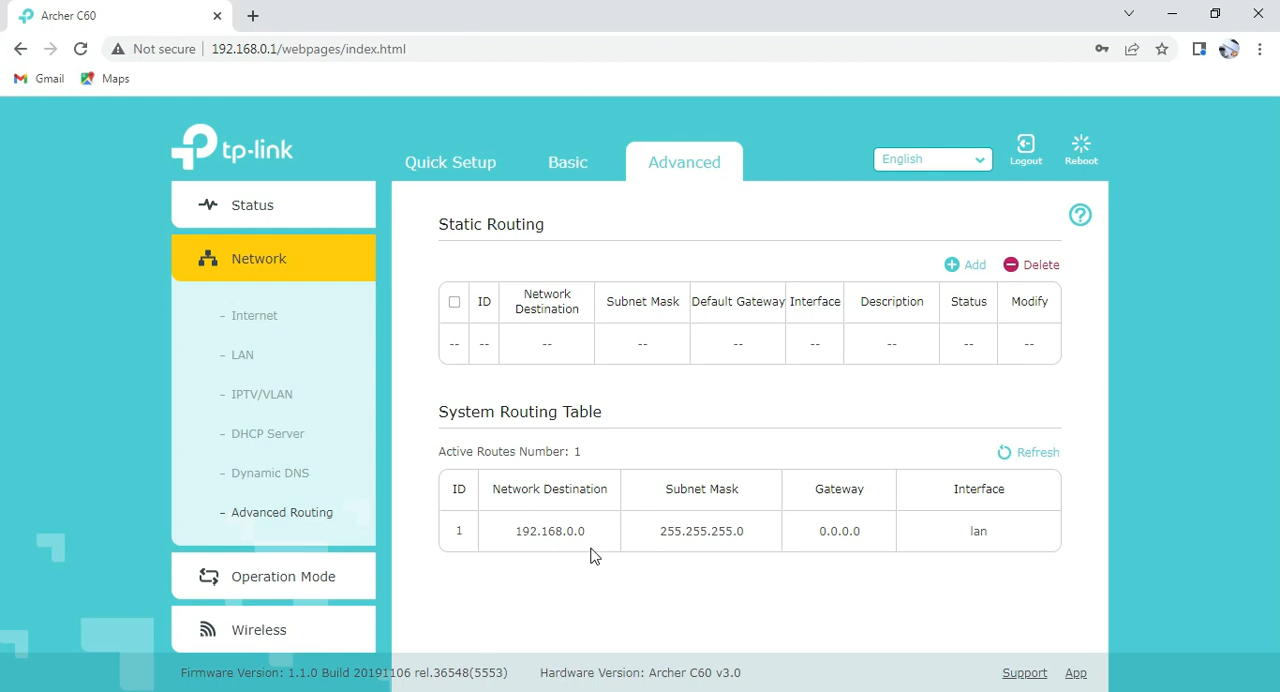 Archer C60
Not secure
192.168.0.1/webpages/index.html
Gmail
Maps
tp-link
Quick Setup
Basic
Advanced
English
Logout
Reboot
Status
Network
- Internet
- LAN
- IPTV/VLAN
- DHCP Server
- Dynamic DNS
- Advanced Routing
Operation Mode
Wireless
Static Routing
?
Add
Delete
ID
Network
Destination
Subnet Mask
Default Gateway
Interface
Description
Status
Modify
-- -- -- -- -- -- -- -- --
System Routing Table
Active Routes Number: 1
Refresh
ID
Network Destination
Subnet Mask
Gateway
Interface
1
192.168.0.0
255.255.255.0
0.0.0.0
lan
Firmware Version: 1.1.0 Build 20191106 rel.36548(5553)
Hardware Version: Archer C60 v3.0
Support
App